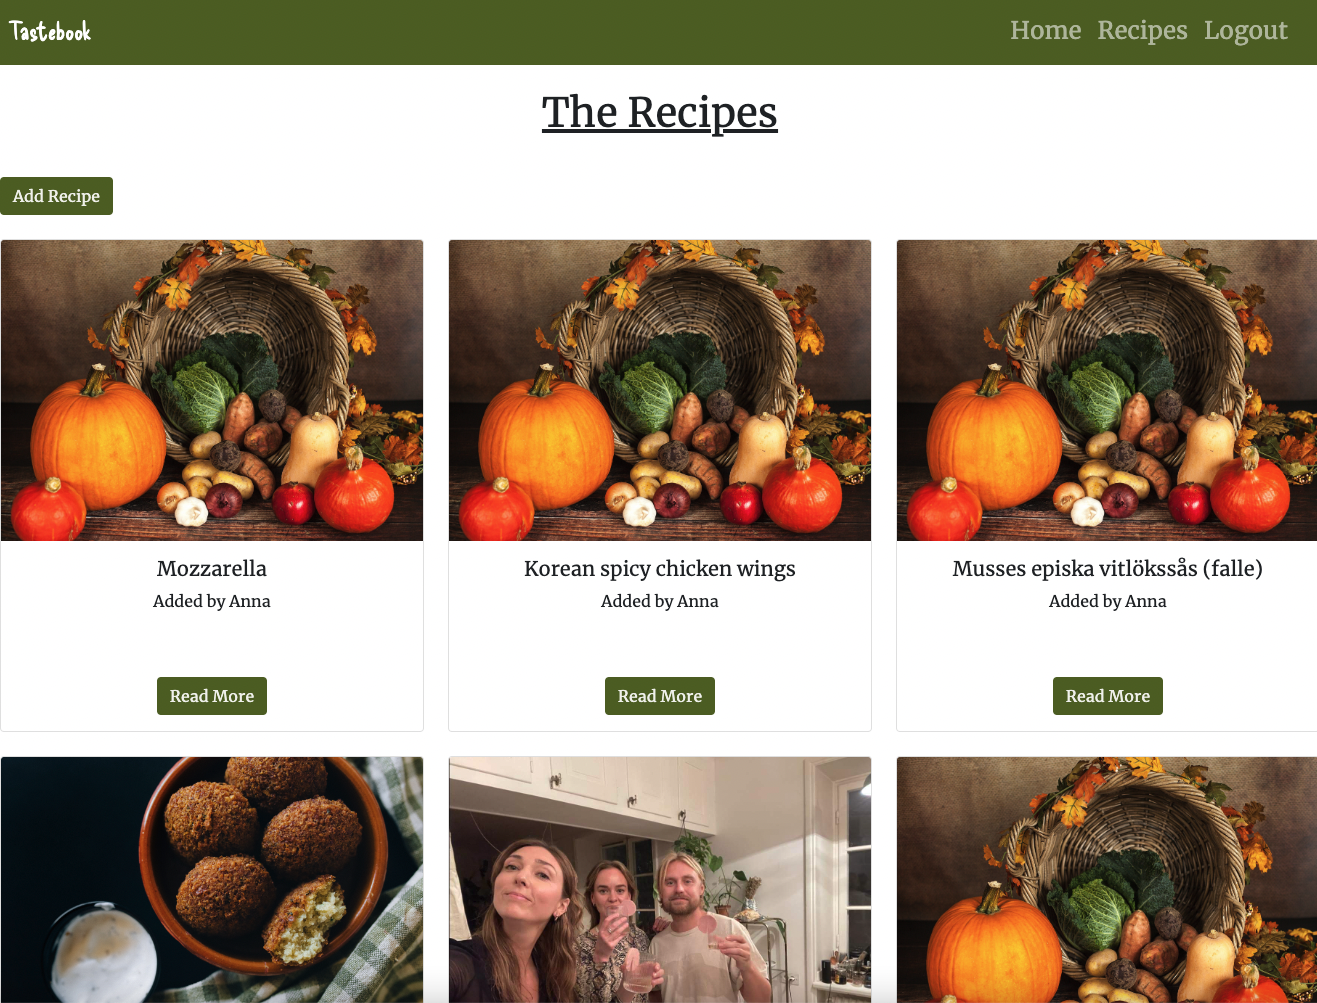 Tastebook
Home Recipes Logout
The Recipes
Add Recipe
Mozzarella
Added by Anna
Read More
Korean spicy chicken wings
Added by Anna
Read More
Musses episka vitlökssås (falle)
Added by Anna
Read More